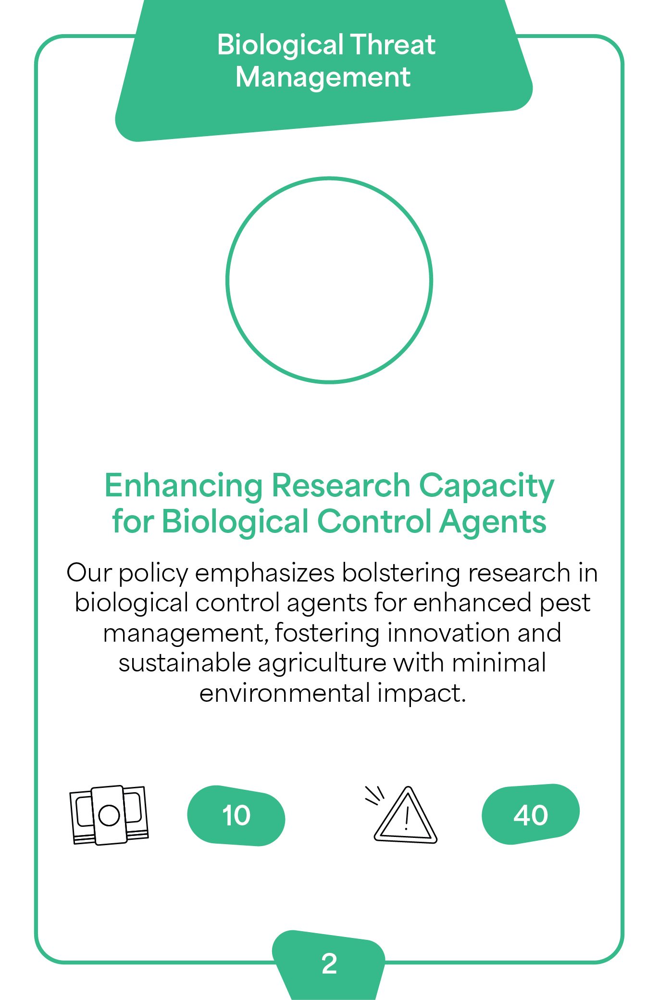 Biological Threat
Management
Enhancing Research Capacity
for Biological Control Agents
Our policy emphasizes bolstering research in
biological control agents for enhanced pest
management, fostering innovation and
sustainable agriculture with minimal
environmental impact.
10
40
2